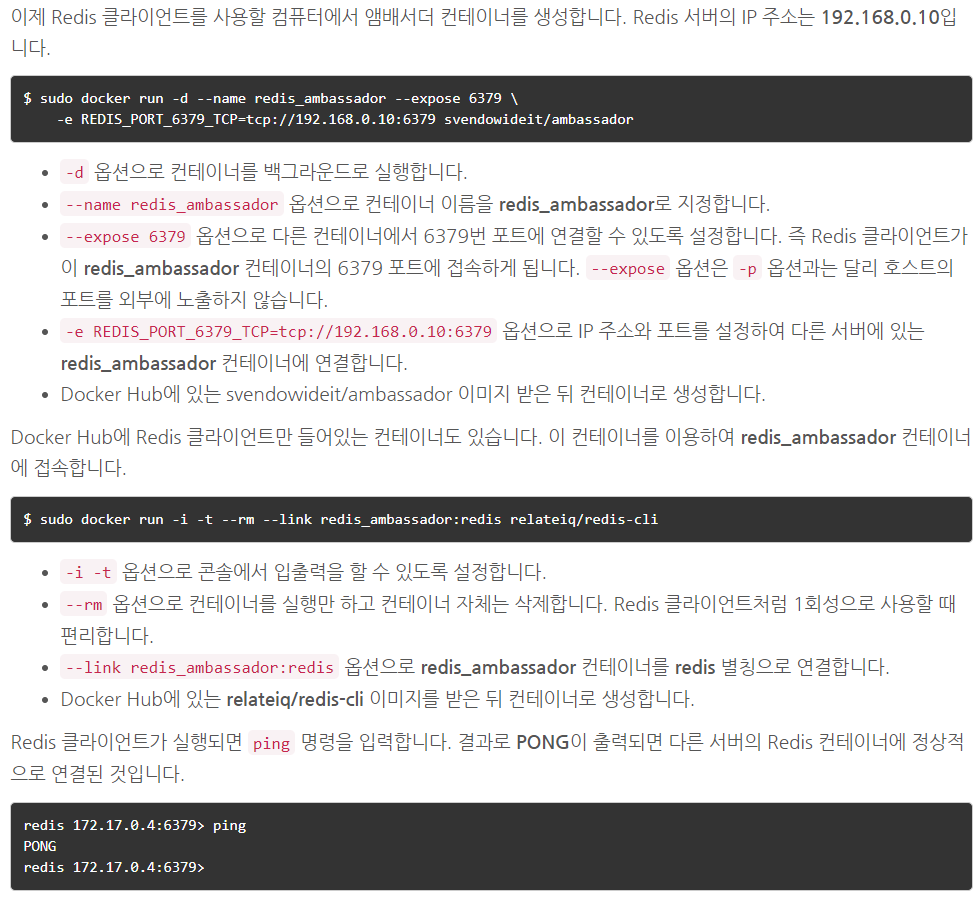 이제 Redis 클라이언트를 사용할 컴퓨터에서 앰배서더 컨테이너를 생성합니다. Redis 서버의 IP 주소는 192.168.0.10입
니다.
$ sudo docker run -d --name redis_ambassador --expose 6379 \
-e REDIS_PORT_6379_TCP=tcp://192.168.0.10:6379 svendowideit/ambassador
• -d 옵션으로 컨테이너를 백그라운드로 실행합니다.
• --name redis_ambassador 옵션으로 컨테이너 이름을 redis_ambassador로 지정합니다.
• --expose 6379 옵션으로 다른 컨테이너에서 6379번 포트에 연결할 수 있도록 설정합니다. 즉 Redis 클라이언트가
이 redis_ambassador 컨테이너의 6379 포트에 접속하게 됩니다. --expose 옵션은 -p 옵션과는 달리 호스트의
포트를 외부에 노출하지 않습니다.
• -e REDIS_PORT_6379_TCP=tcp://192.168.0.10:6379 옵션으로 IP 주소와 포트를 설정하여 다른 서버에 있는
redis_ambassador 컨테이너에 연결합니다.
• Docker Hub에 있는 svendowideit/ambassador 이미지 받은 뒤 컨테이너로 생성합니다.
Docker Hub에 Redis 클라이언트만 들어있는 컨테이너도 있습니다. 이 컨테이너를 이용하여 redis_ambassador 컨테이너
에 접속합니다.
$ sudo docker run -i -t --rm --link redis_ambassador:redis relateiq/redis-cli
• -i -t 옵션으로 콘솔에서 입출력을 할 수 있도록 설정합니다.
• --rm 옵션으로 컨테이너를 실행만 하고 컨테이너 자체는 삭제합니다. Redis 클라이언트처럼 1회성으로 사용할 때
편리합니다.
• --link redis_ambassador:redis 옵션으로 redis_ambassador 컨테이너를 redis 별칭으로 연결합니다.
• Docker Hub에 있는 relateiq/redis-cli 이미지를 받은 뒤 컨테이너로 생성합니다.
Redis 클라이언트가 실행되면 ping 명령을 입력합니다. 결과로 PONG이 출력되면 다른 서버의 Redis 컨테이너에 정상적
으로 연결된 것입니다.
redis 172.17.0.4:6379> ping
PONG
redis 172.17.0.4:6379>